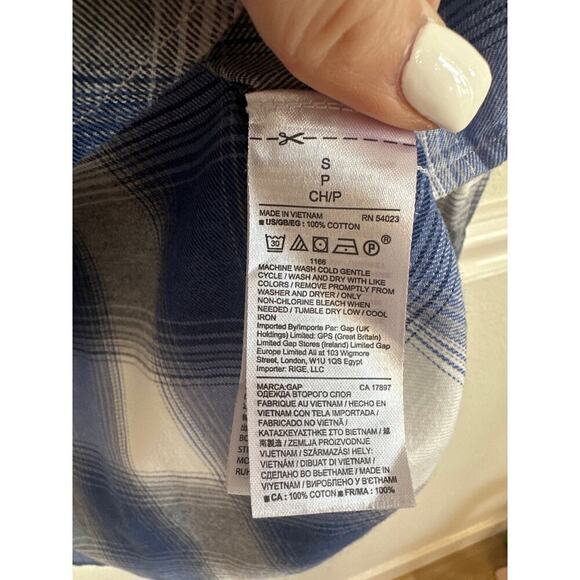 S
P
CH/P
MADE IN VIETNAM RN 54023
■ US/GB/EG : 100% COTTON
30 P ®
1166
MACHINE WASH COLD GENTLE
CYCLE / WASH AND DRY WITH LIKE
COLORS / REMOVE PROMPTLY FROM
WASHER AND DRYER / ONLY
NON-CHLORINE BLEACH WHEN
NEEDED / TUMBLE DRY LOW / COOL
IRON
Imported By/Importe Par: Gap (UK
Holdings) Limited: GPS (Great Britain)
Limited Gap Stores (Ireland) Limited Gap
Europe Limited All at 103 Wigmore
Street, London, W1U 1QS Egypt
Importer: RIGE, LLC
MARCA:GAP CA 17897
ОДЕЖДА ВТОРОГО СЛОЯ
FABRIQUE AU VIETNAM / HECHO EN
VIETNAM CON TELA IMPORTADA /
FABRICADO NO VIETNÃ /
ΚΑΤΑΣΚΕΥΑΣΤΗΚΕ ΣΤΟ ΒΙΕΤΝΑΜ / 越
南製造 / ЗЕМЛЈА PROIZVODNJE
VIJETNAM / SZÁRMAZÁSI HELY:
VIETNÁM / DIBUAT DI VIETNAM /
СДЕЛАНО ВО ВЬЕТНАМЕ / MADE IN
VIYETNAM / ВИРОБЛЕНО У В'ЄТНАМІ
■ CA : 100% COTON ■ FR/MA : 100%